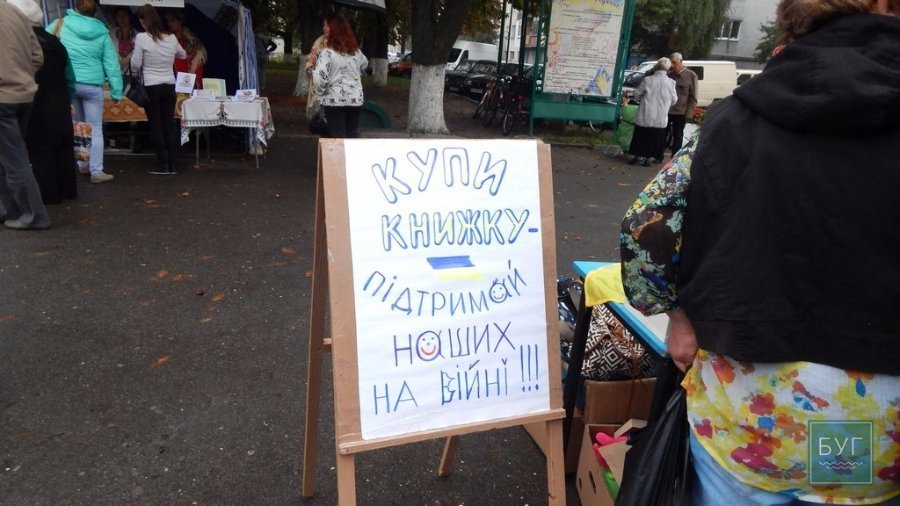 КУПИ
КНИЖКУ-
ПІДТРИМАЙ
НАШИХ
НА ВІЙНІ !!!
БУГ